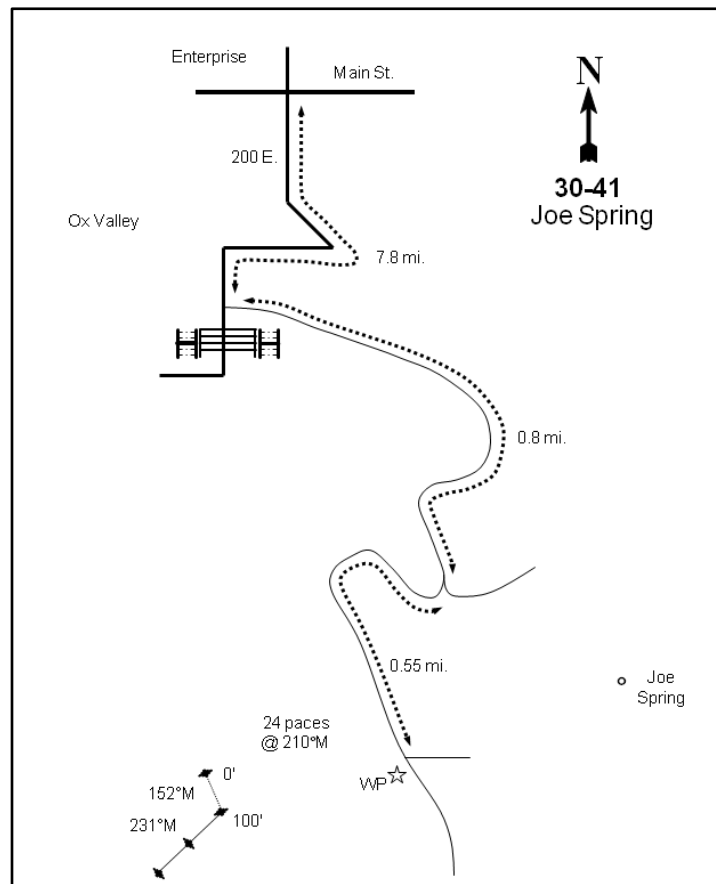 Enterprise
Main St.
N
200 E.
30-41
Joe Spring
Ox Valley
7.8 mi.
0.8 mi.
0.55 mi.
Joe
Spring
24 paces
@ 210°M
WP
0'
152°M
100'
231°M